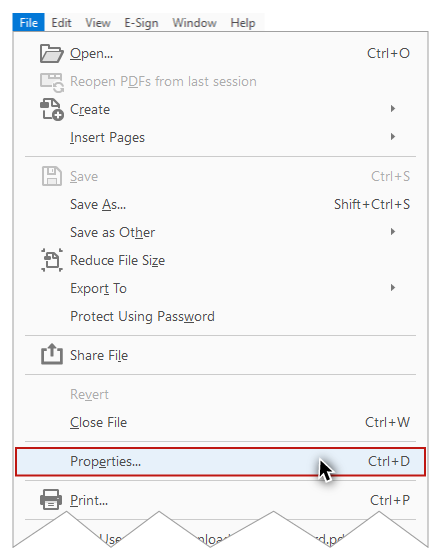 File Edit View E-Sign Window Help
Open... Ctrl+O
Reopen PDFs from last session
Create
Insert Pages
Save Ctrl+S
Save As... Shift+Ctrl+S
Save as Other
Reduce File Size
Export To
Protect Using Password
Share File
Revert
Close File Ctrl+W
Properties... Ctrl+D
Print... Ctrl+P